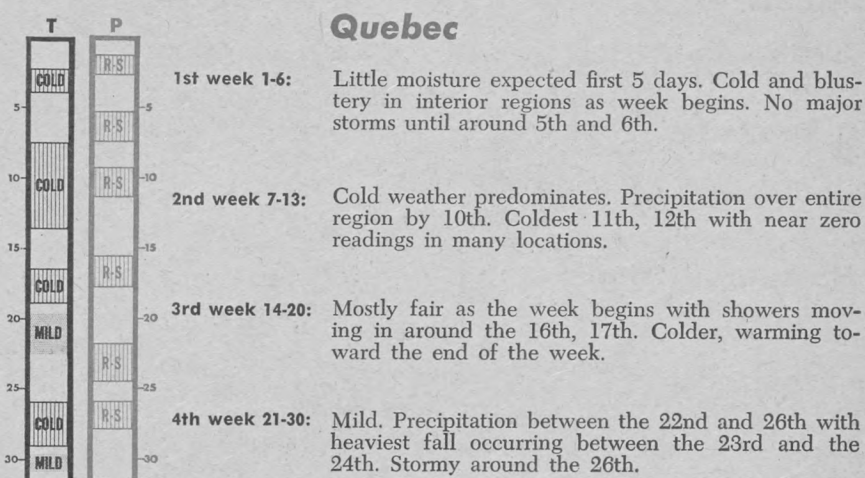 Quebec
T P
COLD
R-S
5 5
R-S
10 COLD R-S 10
15 15
COLD R-S
20 20
MILD
R-S
25 25
COLD R-S
30 MILD 30
1st week 1-6: Little moisture expected first 5 days. Cold and blus-
tery in interior regions as week begins. No major
storms until around 5th and 6th.
2nd week 7-13: Cold weather predominates. Precipitation over entire
region by 10th. Coldest 11th, 12th with near zero
readings in many locations.
3rd week 14-20: Mostly fair as the week begins with showers mov-
ing in around the 16th, 17th. Colder, warming to-
ward the end of the week.
4th week 21-30: Mild. Precipitation between the 22nd and 26th with
heaviest fall occurring between the 23rd and the
24th. Stormy around the 26th.